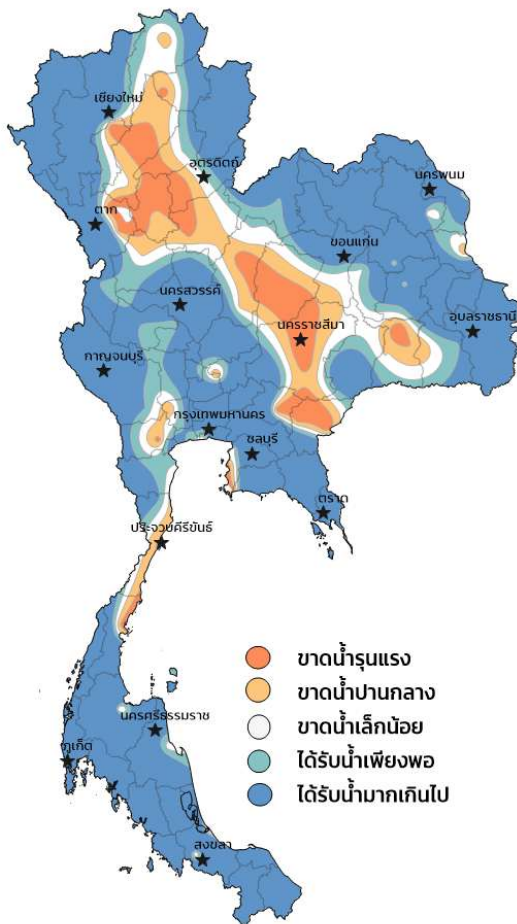 เชียงใหม่
อุตรดิตถ์
นครพนม
ตาก
ขอนแก่น
นครสวรรค์
อุบลราชธานี
นครราชสีมา
กาญจนบุรี
กรุงเทพมหานคร
ชลบุรี
ตราด
ประจวบคีรีขันธ์
ขาดน้ำรุนแรง
ขาดน้ำปานกลาง
ขาดน้ำเล็กน้อย
ได้รับน้ำเพียงพอ
ได้รับน้ำมากเกินไป
นครศรีธรรมราช
ภูเก็ต
สงขลา